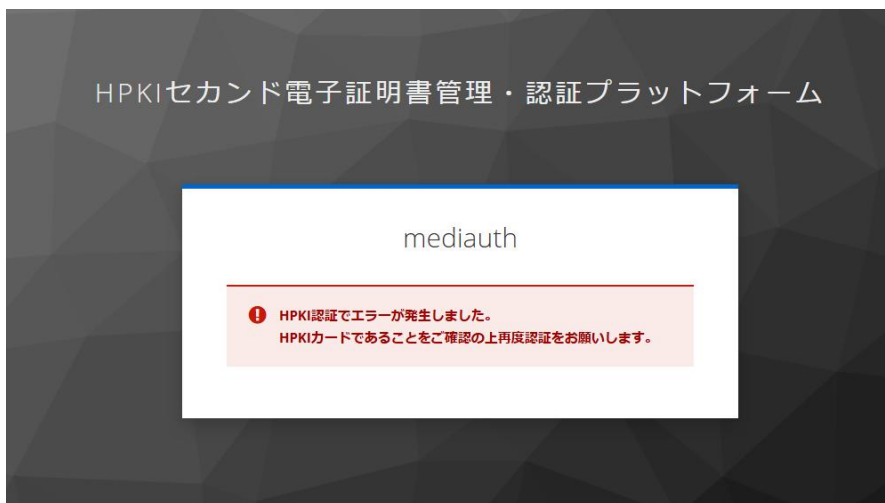 HPKIセカンド電子証明書管理・認証プラットフォーム
mediauth
HPKI認証でエラーが発生しました。
HPKIカードであることをご確認の上再度認証をお願いします。